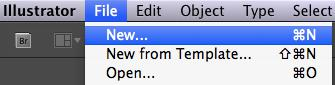 Illustrator File Edit Object Type Select
Br
New... ⌘N
New from Template... ⇧⌘N
Open... ⌘O